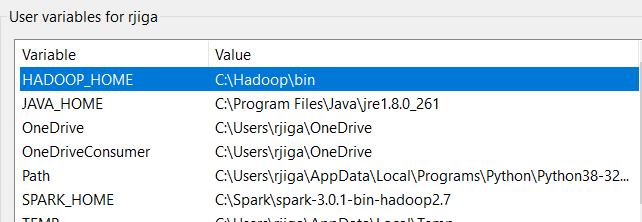 User variables for rjiga
Variable Value
HADOOP_HOME C:\Hadoop\bin
JAVA_HOME C:\Program Files\Java\jre1.8.0_261
OneDrive C:\Users\rjiga\OneDrive
OneDriveConsumer C:\Users\rjiga\OneDrive
Path C:\Users\rjiga\AppData\Local\Programs\Python\Python38-32...
SPARK_HOME C:\Spark\spark-3.0.1-bin-hadoop2.7
TEMP C:\Users\rjiga\AppData\Local\Temp